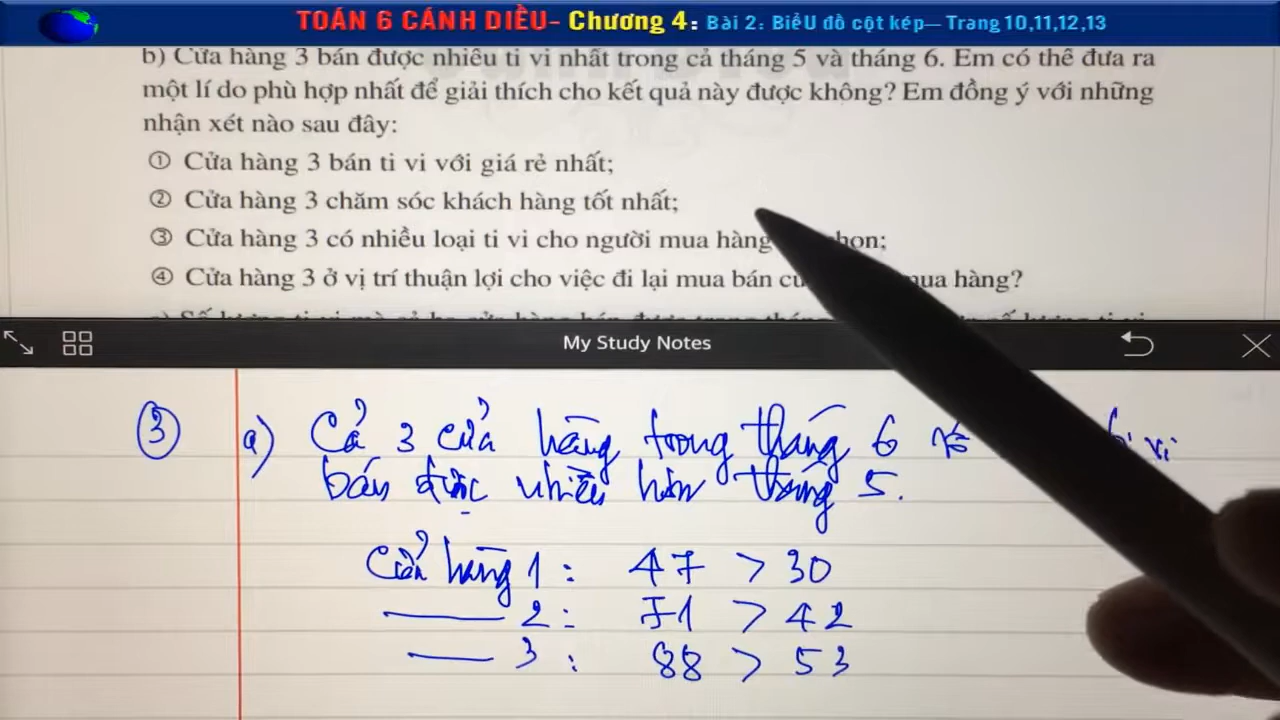 TOÁN 6 CÁNH DIỀU- Chương 4: Bài 2: BiểU đồ cột kép— Trang 10,11,12,13
b) Cửa hàng 3 bán được nhiều ti vi nhất trong cả tháng 5 và tháng 6. Em có thể đưa ra
một lí do phù hợp nhất để giải thích cho kết quả này được không? Em đồng ý với những
nhận xét nào sau đây:
① Cửa hàng 3 bán ti vi với giá rẻ nhất;
② Cửa hàng 3 chăm sóc khách hàng tốt nhất;
③ Cửa hàng 3 có nhiều loại ti vi cho người mua hàng
④ Cửa hàng 3 ở vị trí thuận lợi cho việc đi lại mua bán mua hàng?
My Study Notes
③ a) Cả 3 cửa hàng trong tháng 6
bán được nhiều hơn tháng 5.
Cửa hàng 1 : 47 > 30
—— 2 : 71 > 42
—— 3 : 88 > 53